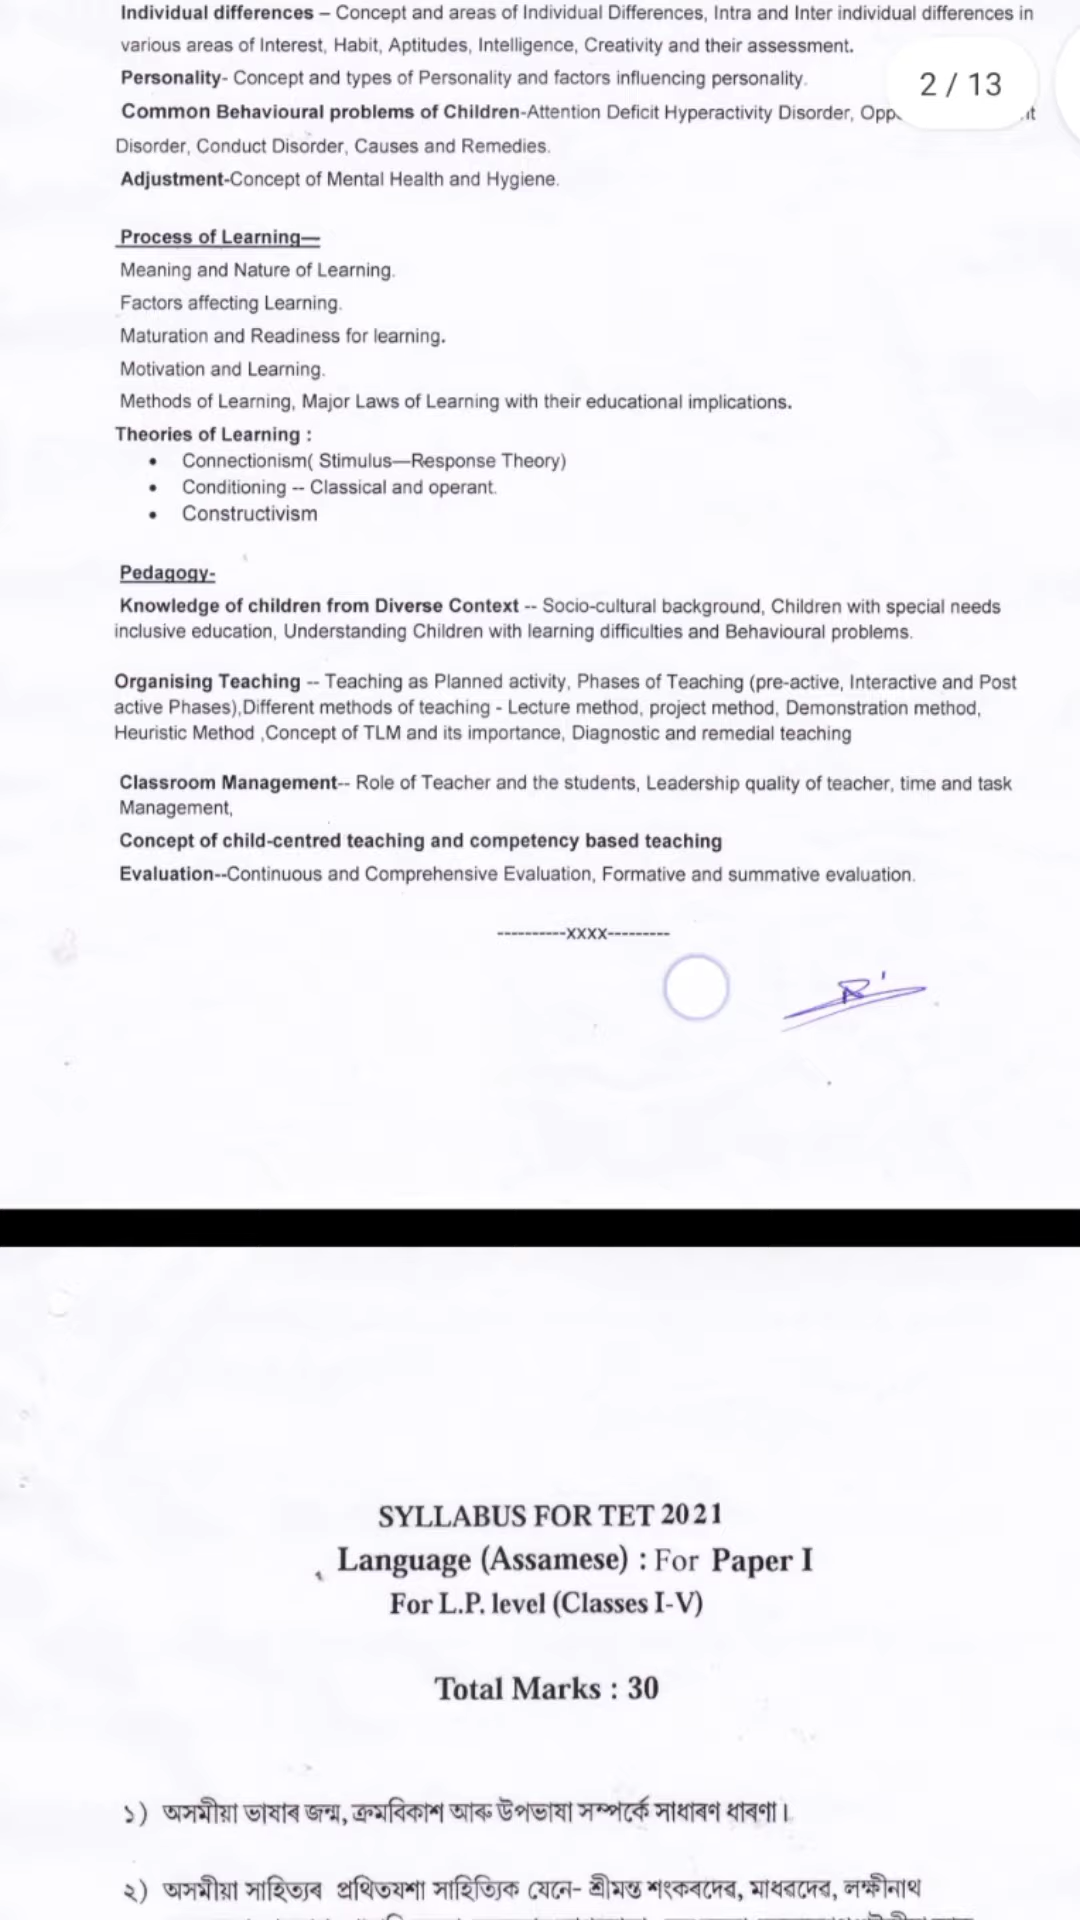 Individual differences – Concept and areas of Individual Differences, Intra and Inter individual differences in
various areas of Interest, Habit, Aptitudes, Intelligence, Creativity and their assessment.
Personality- Concept and types of Personality and factors influencing personality.
2 / 13
Common Behavioural problems of Children-Attention Deficit Hyperactivity Disorder,
Disorder, Conduct Disorder, Causes and Remedies.
Adjustment-Concept of Mental Health and Hygiene.
Process of Learning—
Meaning and Nature of Learning.
Factors affecting Learning.
Maturation and Readiness for learning.
Motivation and Learning.
Methods of Learning, Major Laws of Learning with their educational implications.
Theories of Learning :
• Connectionism( Stimulus—Response Theory)
• Conditioning -- Classical and operant.
• Constructivism
Pedagogy-
Knowledge of children from Diverse Context -- Socio-cultural background, Children with special needs
inclusive education, Understanding Children with learning difficulties and Behavioural problems.
Organising Teaching -- Teaching as Planned activity, Phases of Teaching (pre-active, Interactive and Post
active Phases),Different methods of teaching - Lecture method, project method, Demonstration method,
Heuristic Method ,Concept of TLM and its importance, Diagnostic and remedial teaching
Classroom Management-- Role of Teacher and the students, Leadership quality of teacher, time and task
Management,
Concept of child-centred teaching and competency based teaching
Evaluation--Continuous and Comprehensive Evaluation, Formative and summative evaluation.
----------XXXX---------
SYLLABUS FOR TET 2021
Language (Assamese) : For Paper I
For L.P. level (Classes I-V)
Total Marks : 30
১) অসমীয়া ভাষাৰ জন্ম, ক্ৰমবিকাশ আৰু উপভাষা সম্পৰ্কে সাধাৰণ ধাৰণা।
২) অসমীয়া সাহিত্যৰ প্ৰথিতযশা সাহিত্যিক যেনে- শ্ৰীমন্ত শংকৰদেৱ, মাধৱদেৱ, লক্ষীনাথ